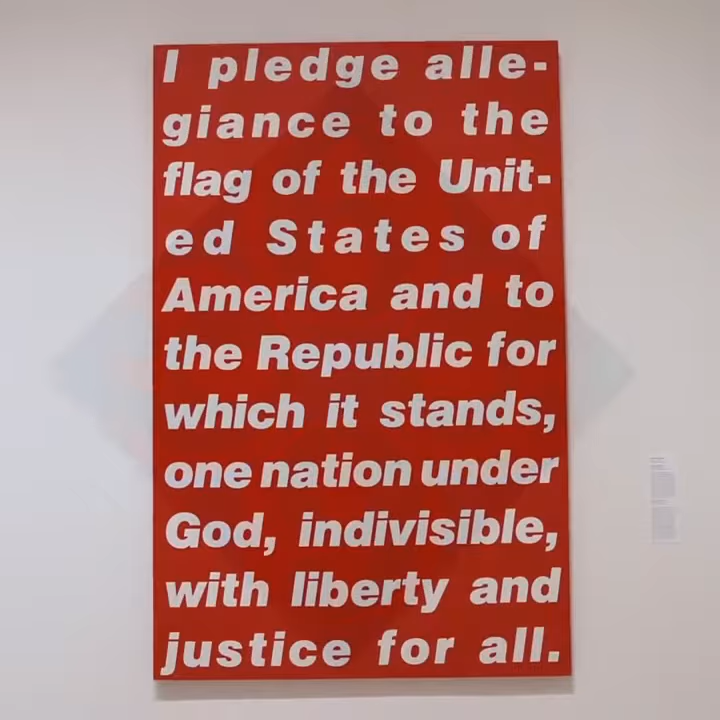 I pledge alle-
giance to the
flag of the Unit-
ed States of
America and to
the Republic for
which it stands,
one nation under
God, indivisible,
with liberty and
justice for all.